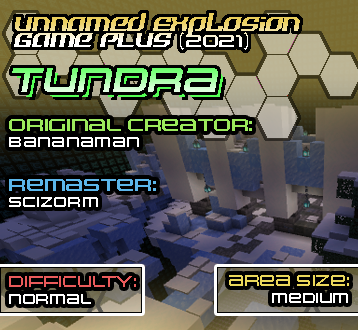 UNNAMED EXPLOSION
GAME PLUS (2021)
TUNDRA
ORIGINAL CREATOR:
BANANAMAN
REMASTER:
SCIZORM
DIFFICULTY:
NORMAL
AREA SIZE:
MEDIUM